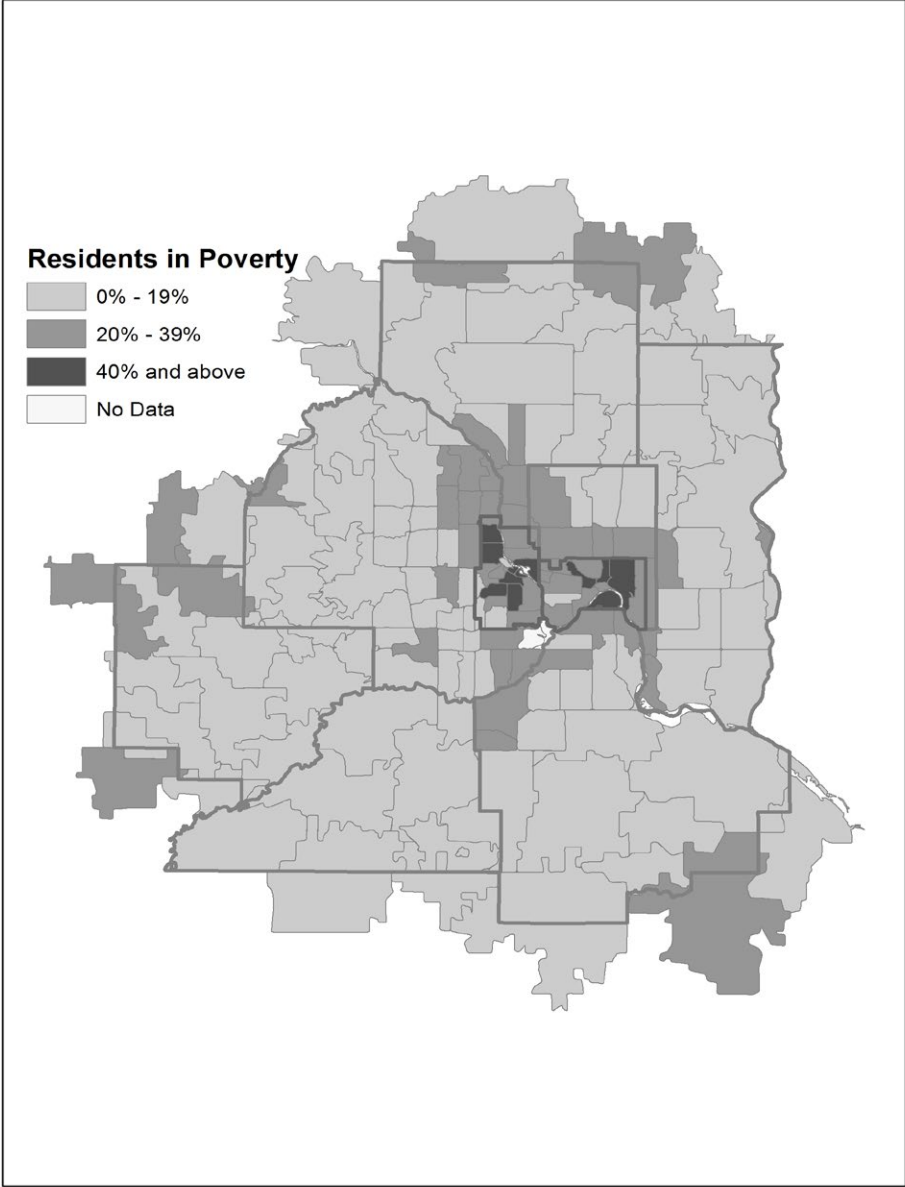 Residents in Poverty
0% - 19%
20% - 39%
40% and above
No Data